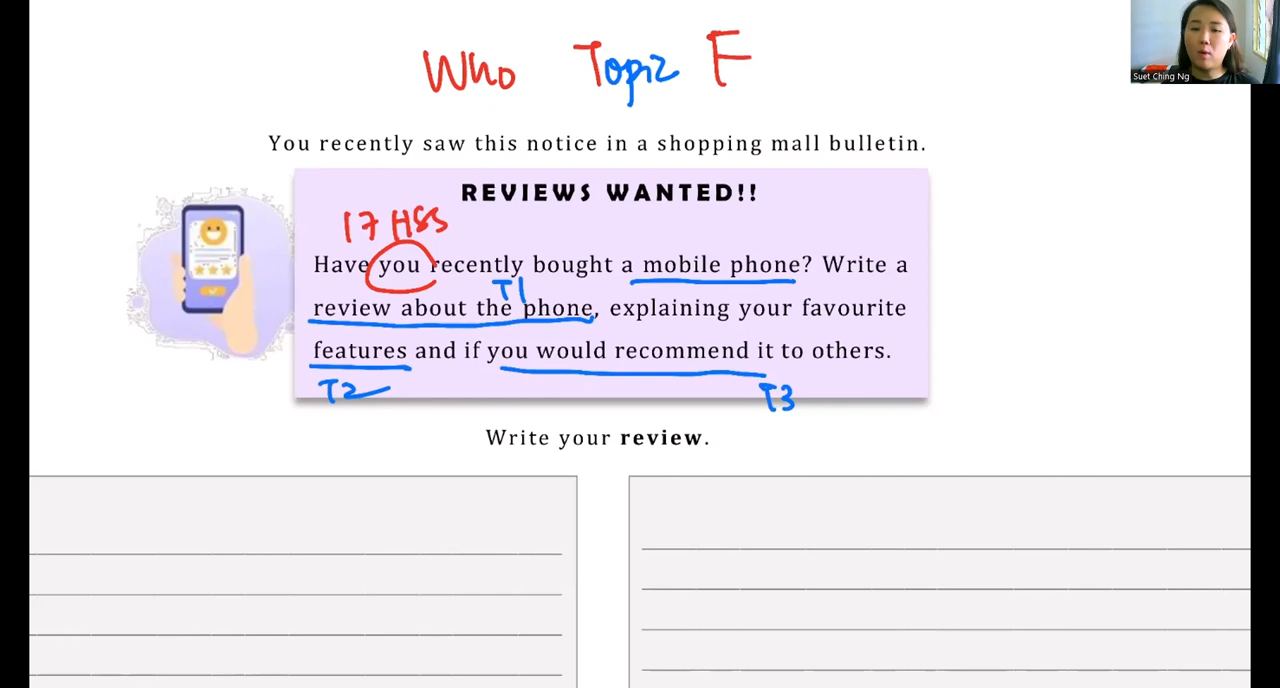 Who Topic F
Suet Ching Ng
You recently saw this notice in a shopping mall bulletin.
REVIEWS WANTED!!
17 HSS
Have you recently bought a mobile phone? Write a
T1
review about the phone, explaining your favourite
features and if you would recommend it to others.
T2
T3
Write your review.